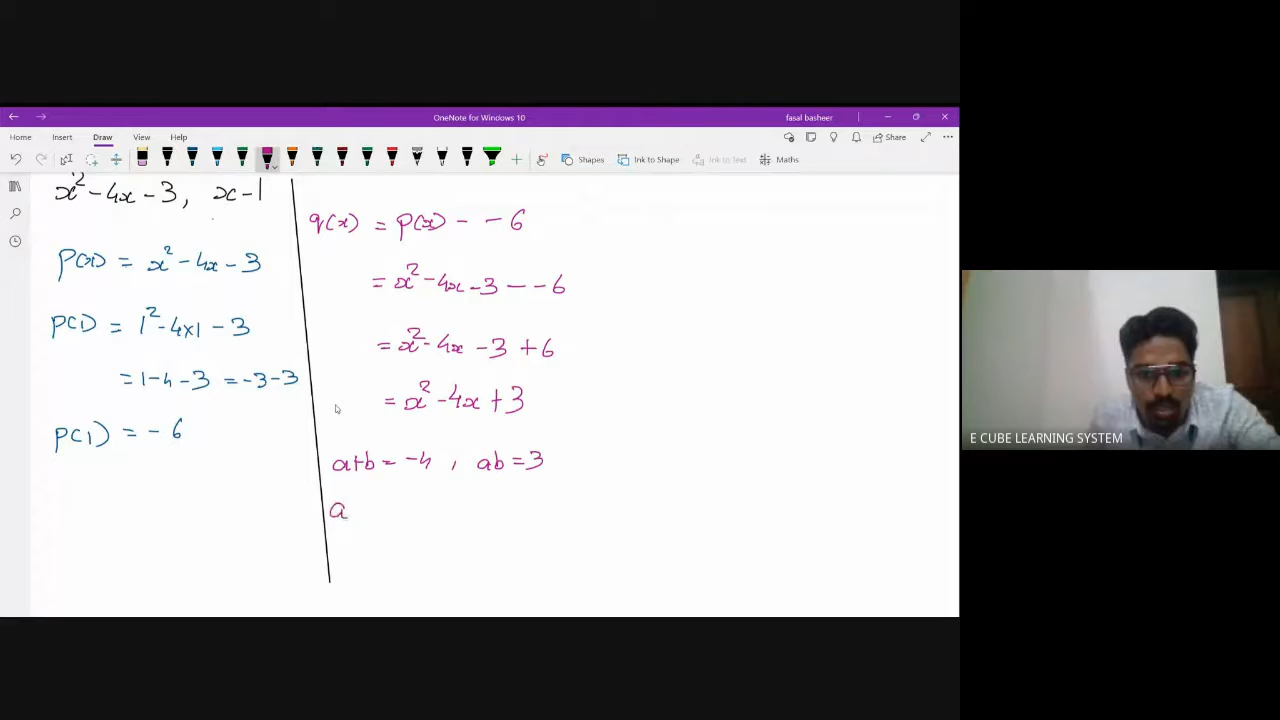 OneNote for Windows 10
fasal basheer
Home Insert Draw View Help
Share
Shapes Ink to Shape Ink to Text Maths
x² - 4x - 3, x-1
p(x) = x² - 4x - 3
p(1) = 1² - 4×1 - 3
= 1-4-3 = -3-3
p(1) = - 6
q(x) = p(x) - - 6
= x² - 4x - 3 - - 6
= x² - 4x - 3 + 6
= x² - 4x + 3
a+b = -4 , ab = 3
a
E CUBE LEARNING SYSTEM